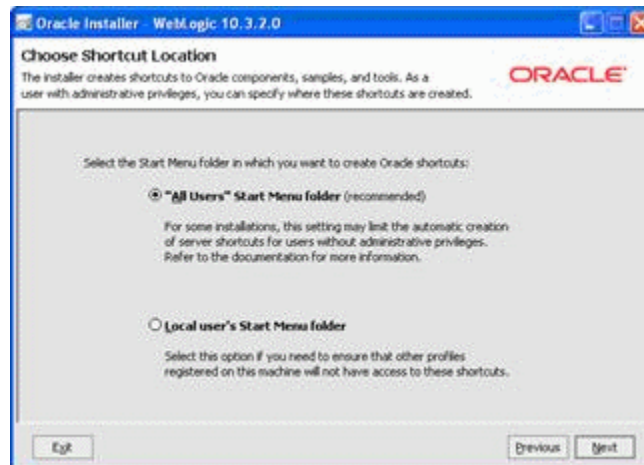 Oracle Installer - WebLogic 10.3.2.0
Choose Shortcut Location
The installer creates shortcuts to Oracle components, samples, and tools. As a
user with administrative privileges, you can specify where these shortcuts are created.
ORACLE
Select the Start Menu folder in which you want to create Oracle shortcuts:
"All Users" Start Menu folder (recommended)
For some installations, this setting may limit the automatic creation
of server shortcuts for users without administrative privileges.
Refer to the documentation for more information.
Local user's Start Menu folder
Select this option if you need to ensure that other profiles
registered on this machine will not have access to these shortcuts.
Exit
Previous
Next